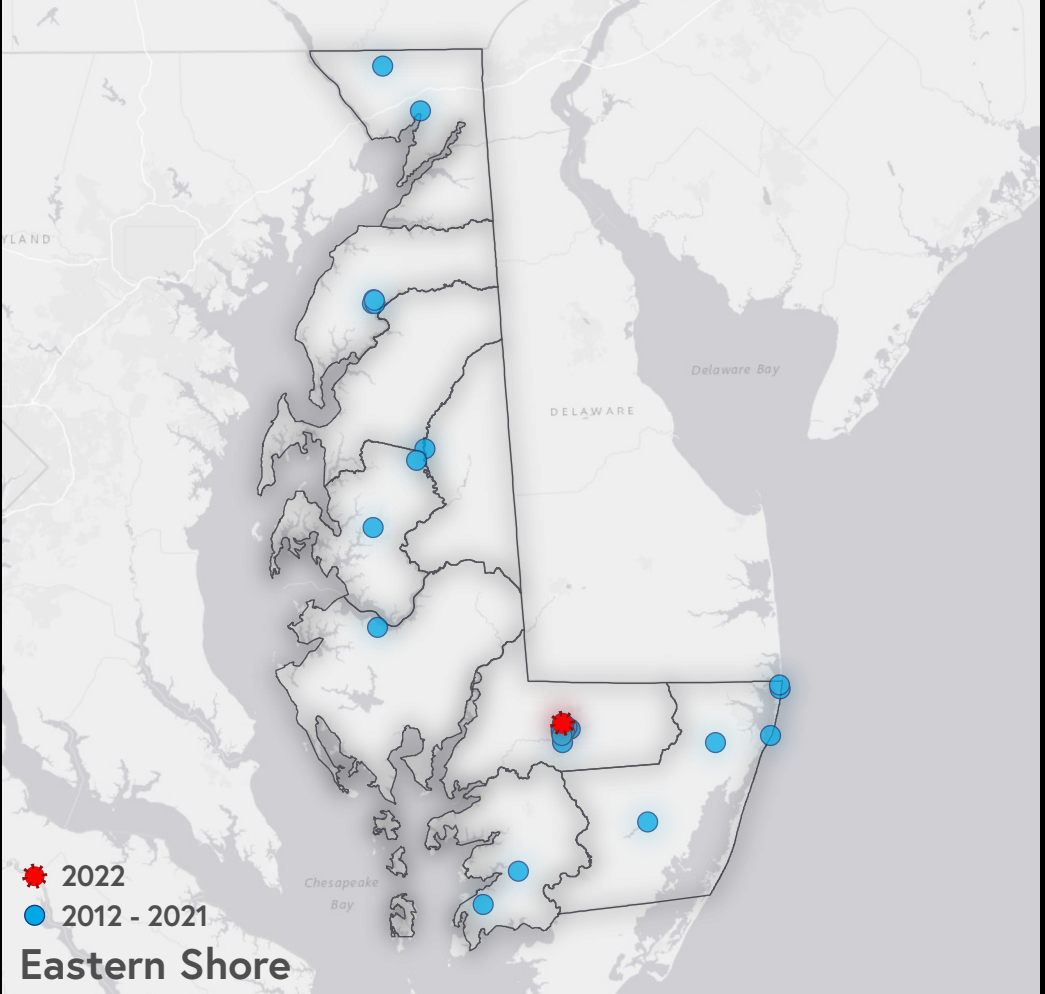 YLAND
Delaware Bay
DELAWARE
Chesapeake
Bay
2022
2012 - 2021
Eastern Shore